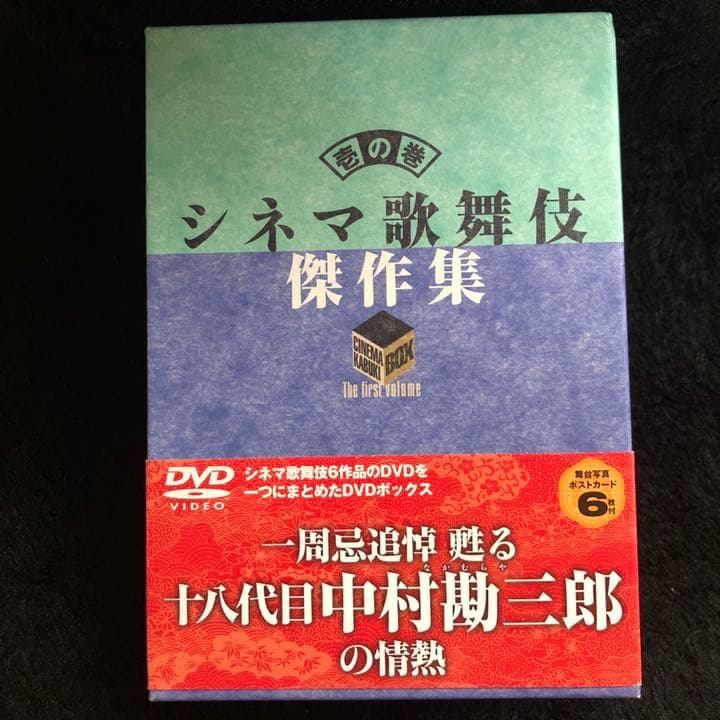 壱の巻
シネマ歌舞伎
傑作集
CINEMA KABUKI BOX
The first volume
DVD VIDEO
シネマ歌舞伎6作品のDVDを
一つにまとめたDVDボックス
舞台写真
ポストカード
6枚付
一周忌追悼 甦る
なかむらや
十八代目中村勘三郎
の情熱